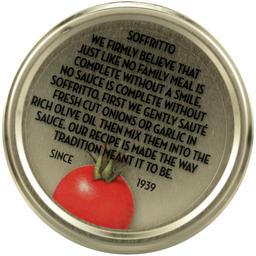 SOFFRITTO
WE FIRMLY BELIEVE THAT
JUST LIKE NO FAMILY MEAL IS
COMPLETE WITHOUT A SMILE,
NO SAUCE IS COMPLETE WITHOUT
SOFFRITTO. FIRST WE GENTLY SAUTÉ
FRESH CUT ONIONS OR GARLIC IN
RICH OLIVE OIL THEN MIX THEM INTO THE
SAUCE. OUR RECIPE IS MADE THE WAY
TRADITION MEANT IT TO BE.
SINCE 1939